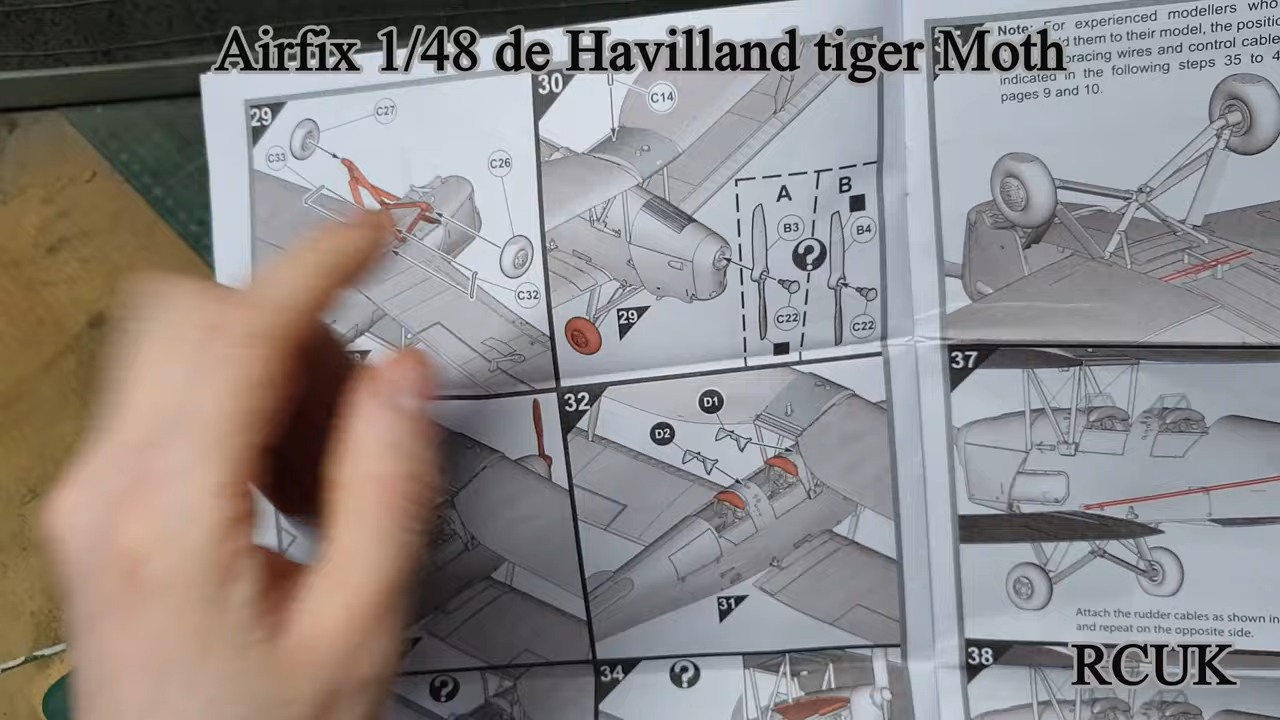 Airfix 1/48 de Havilland tiger Moth
29
C27
C33
C26
C32
30
C14
A
B
B3
B4
?
C22
C22
29
Note: For experienced modellers who
them to their model, the
bracing wires and control
indicated in the following steps 35 to
pages 9 and 10.
32
D1
D2
31
37
Attach the rudder cables as shown in
and repeat on the opposite side.
?
34
?
38
RCUK